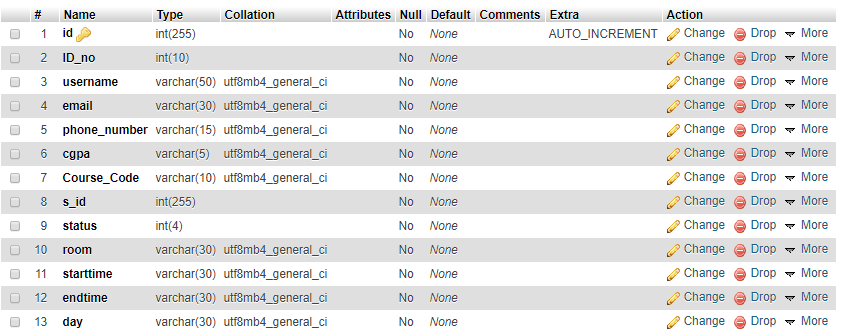 # Name Type Collation Attributes Null Default Comments Extra Action
1 id int(255) No None AUTO_INCREMENT Change Drop More
2 ID_no int(10) No None Change Drop More
3 username varchar(50) utf8mb4_general_ci No None Change Drop More
4 email varchar(30) utf8mb4_general_ci No None Change Drop More
5 phone_number varchar(15) utf8mb4_general_ci No None Change Drop More
6 cgpa varchar(5) utf8mb4_general_ci No None Change Drop More
7 Course_Code varchar(10) utf8mb4_general_ci No None Change Drop More
8 s_id int(255) No None Change Drop More
9 status int(4) No None Change Drop More
10 room varchar(30) utf8mb4_general_ci No None Change Drop More
11 starttime varchar(30) utf8mb4_general_ci No None Change Drop More
12 endtime varchar(30) utf8mb4_general_ci No None Change Drop More
13 day varchar(30) utf8mb4_general_ci No None Change Drop More